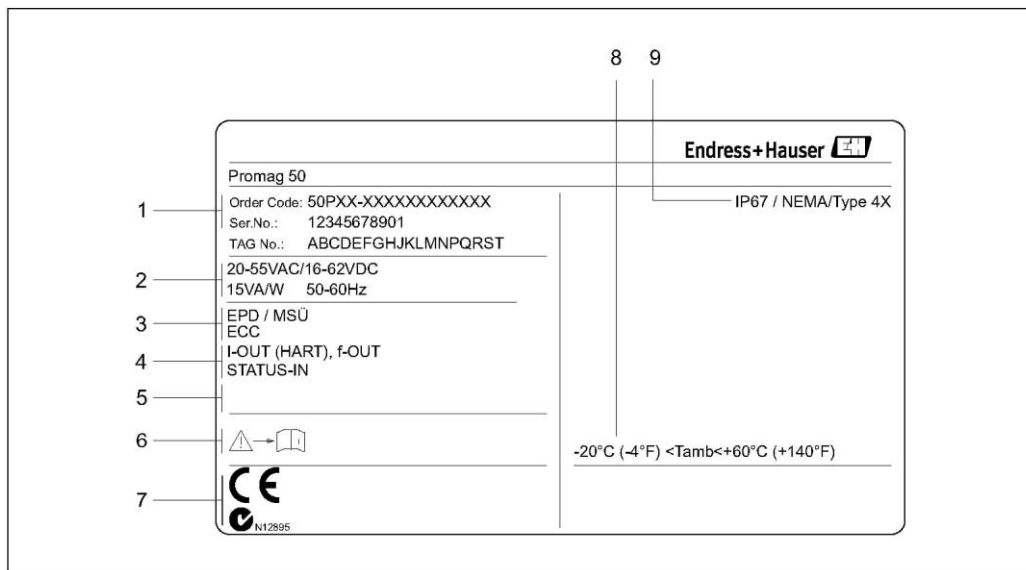 8 9
Endress+Hauser EH
Promag 50
1
Order Code: 50PXX-XXXXXXXXXXXX
Ser.No.: 12345678901
TAG No.: ABCDEFGHJKLMNPQRST
IP67 / NEMA/Type 4X
2
20-55VAC/16-62VDC
15VA/W 50-60Hz
3
EPD / MSÜ
ECC
4
I-OUT (HART), f-OUT
STATUS-IN
5
6
i
-20°C (-4°F) <Tamb<+60°C (+140°F)
7
CE
N12895